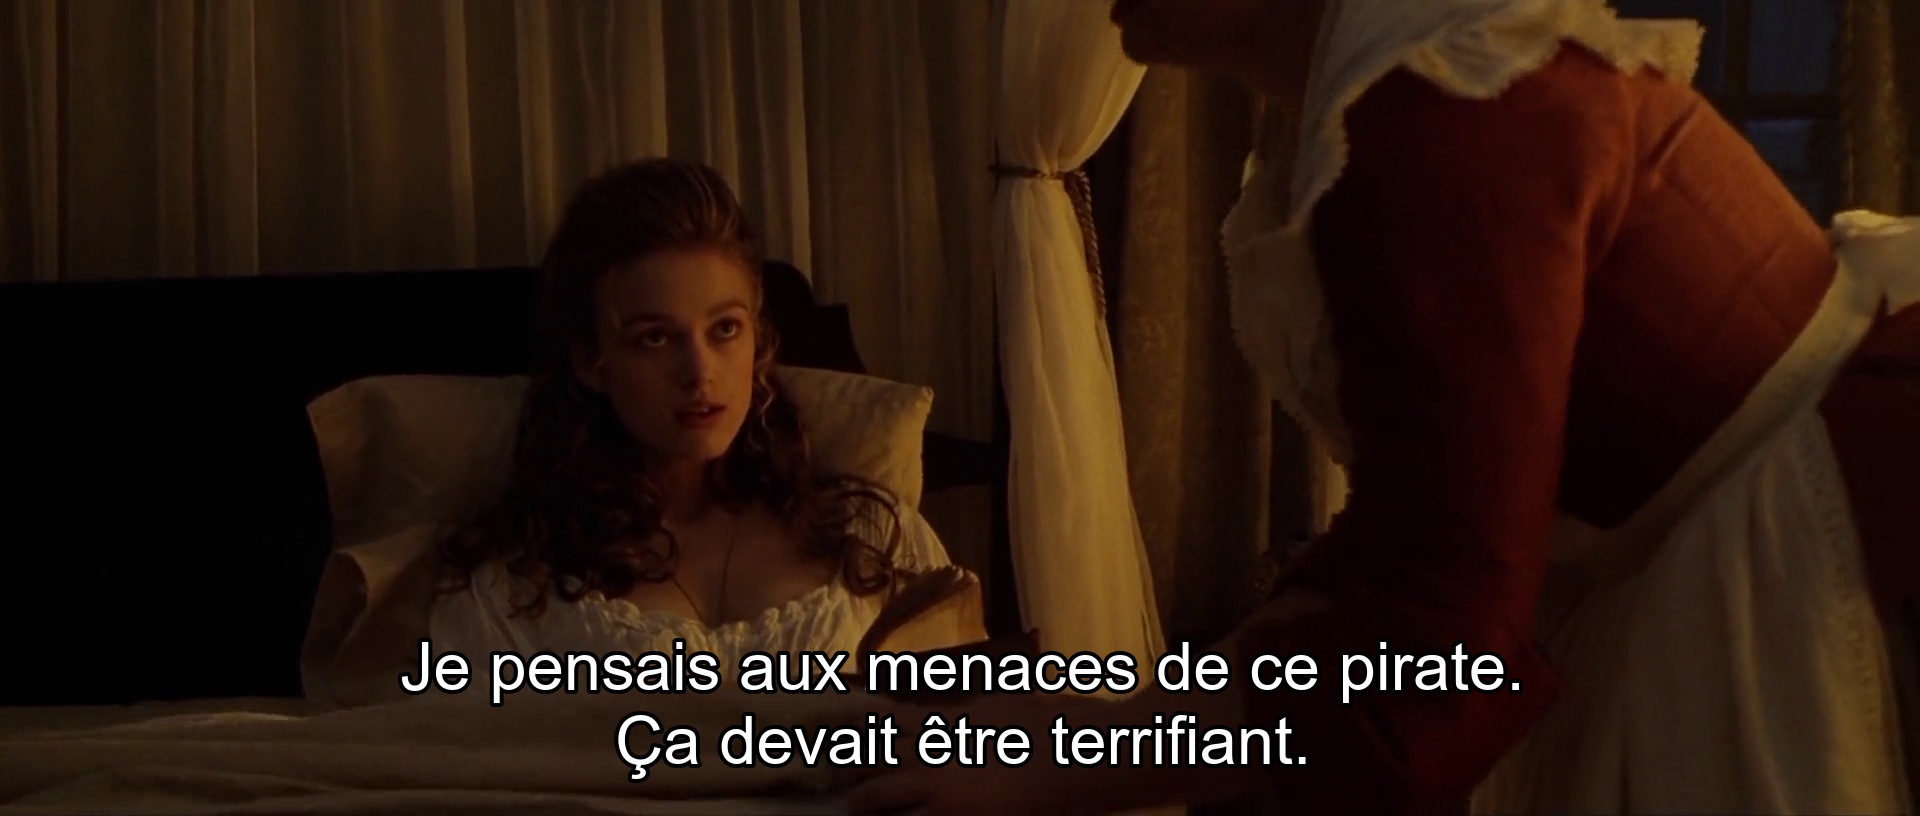 Je pensais aux menaces de ce pirate.
Ça devait être terrifiant.